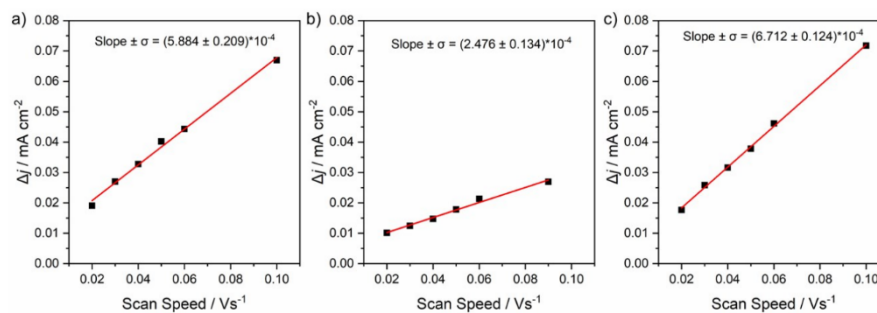 a)
Slope ± σ = (5.884 ± 0.209)*10⁻⁴
0.08
0.07
0.06
0.05
0.04
0.03
0.02
0.01
0.00
Δj / mA cm⁻²
0.02 0.04 0.06 0.08 0.10
Scan Speed / Vs⁻¹
b)
Slope ± σ = (2.476 ± 0.134)*10⁻⁴
0.08
0.07
0.06
0.05
0.04
0.03
0.02
0.01
0.00
Δj / mA cm⁻²
0.02 0.04 0.06 0.08 0.10
Scan Speed / Vs⁻¹
c)
Slope ± σ = (6.712 ± 0.124)*10⁻⁴
0.08
0.07
0.06
0.05
0.04
0.03
0.02
0.01
0.00
Δj / mA cm⁻²
0.02 0.04 0.06 0.08 0.10
Scan Speed / Vs⁻¹